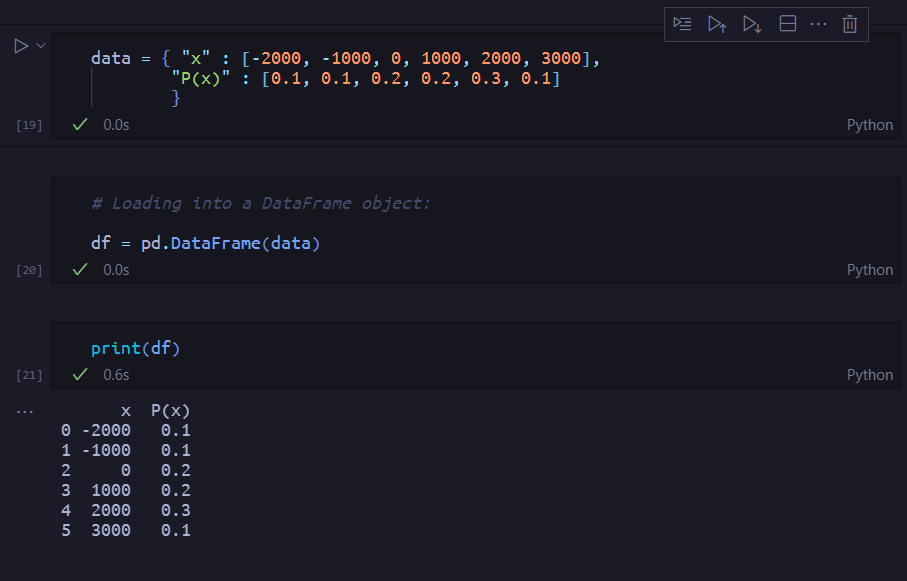 data = { "x" : [-2000, -1000, 0, 1000, 2000, 3000],
"P(x)" : [0.1, 0.1, 0.2, 0.2, 0.3, 0.1]
}
[19] 0.0s Python
# Loading into a DataFrame object:
df = pd.DataFrame(data)
[20] 0.0s Python
print(df)
[21] 0.6s Python
x P(x)
0 -2000 0.1
1 -1000 0.1
2 0 0.2
3 1000 0.2
4 2000 0.3
5 3000 0.1